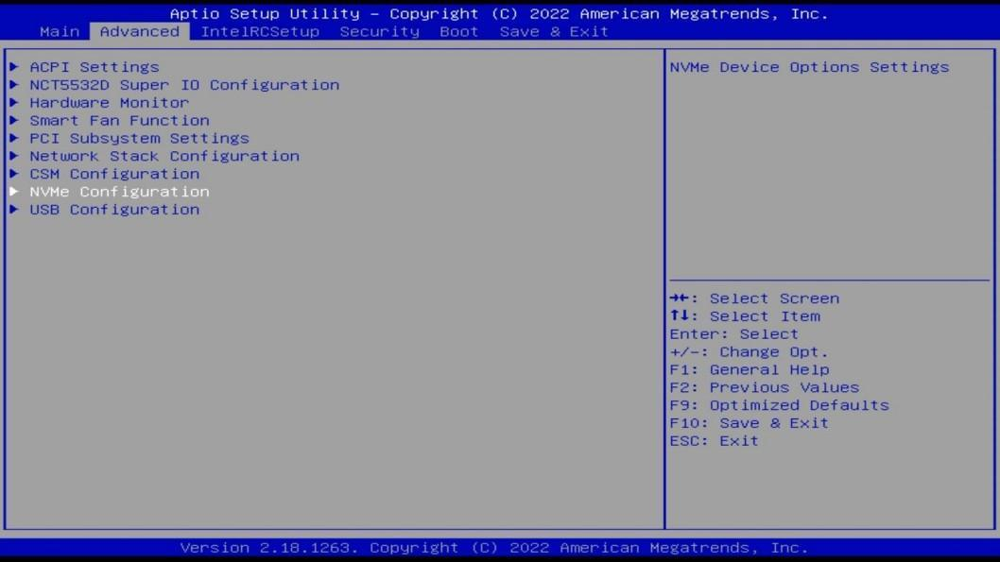 Aptio Setup Utility – Copyright (C) 2022 American Megatrends, Inc.
Main Advanced IntelRCSetup Security Boot Save & Exit
▶ ACPI Settings
▶ NCT5532D Super IO Configuration
▶ Hardware Monitor
▶ Smart Fan Function
▶ PCI Subsystem Settings
▶ Network Stack Configuration
▶ CSM Configuration
▶ NVMe Configuration
▶ USB Configuration
NVMe Device Options Settings
→←: Select Screen
↑↓: Select Item
Enter: Select
+/-: Change Opt.
F1: General Help
F2: Previous Values
F9: Optimized Defaults
F10: Save & Exit
ESC: Exit
Version 2.18.1263. Copyright (C) 2022 American Megatrends, Inc.